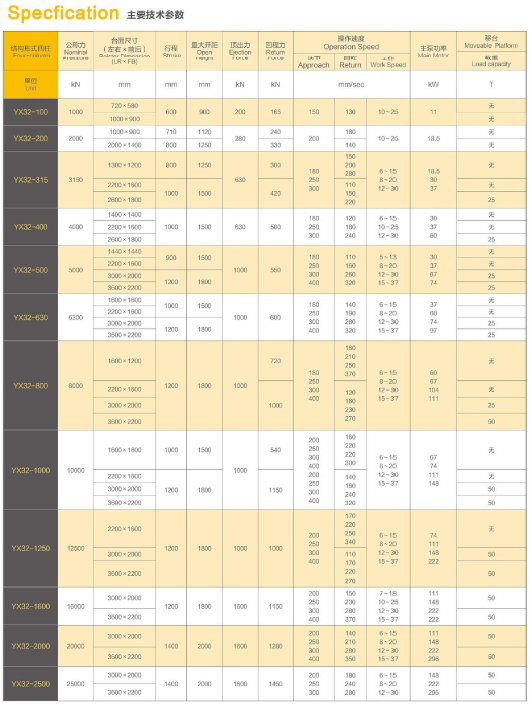 Specfication 主要技术参数
结构形式四柱 公称力 Nominal Pressure 台面尺寸 (左右×前后) (LR×FB) 行程 Stroke 最大开距 Open Height 顶出力 Ejection Force 回程力 Return Force 操作速度 Operation Speed 主泵功率 Main Motor 移台 Moveable Platform
Approach 回程 Return 工作 Work Speed 载重 Load capacity
单位 Unit kN mm mm mm kN kN mm/sec kW T
YX32-100 1000 720×580 600 900 200 165 150 130 10~25 11 无
1000×900 无
YX32-200 2000 1000×900 710 1120 280 240 200 180 10~25 18.5 无
2000×1400 800 1250 330 140 无
YX32-315 3150 1300×1200 800 1250 630 300 180 250 300 150 200 280 6~15 8~20 12~30 18.5 30 37 无
2200×1600 1000 1500 420 110 150 220 无
2600×1800 25
YX32-400 4000 1400×1400 1000 1500 630 500 180 250 300 120 180 240 6~15 10~25 12~30 30 37 60 无
2200×1600 无
2600×1800 25
YX32-500 5000 1440×1440 900 1500 1000 550 180 250 300 400 110 160 280 320 5~13 8~20 12~30 15~37 30 37 67 74 无
2200×1600 无
3000×2000 1200 1800 25
3600×2200 25
YX32-630 6300 1600×1600 1000 1500 1000 600 180 250 300 400 140 190 280 320 6~15 8~20 12~30 15~37 37 60 74 97 无
2200×1600 无
3000×2000 1200 1800 25
3600×2200 25
YX32-800 8000 1600×1200 1200 1800 1000 720 180 250 300 400 160 210 250 370 6~15 8~20 12~30 15~37 60 67 104 111 无
2200×1600 1000 120 160 230 270 无
3000×2000 25
3600×2200 50
YX32-1000 10000 1600×1600 1000 1500 1000 540 200 250 300 400 160 220 220 300 6~15 8~20 12~30 15~37 67 74 111 148 无
2200×1600 1200 1800 1150 200 250 300 400 140 160 240 320 无
3000×2000 50
3600×2200 50
YX32-1250 12500 2200×1600 1200 1800 1000 1000 200 250 300 400 170 220 250 340 6~15 8~20 12~30 15~37 74 111 148 222 无
3000×2000 110 170 220 270 50
3600×2200 50
YX32-1600 16000 3000×2000 1200 1800 1600 1150 200 250 300 400 150 230 280 370 7~18 10~25 12~30 15~37 111 148 222 222 50
3600×2200 50
YX32-2000 20000 3000×2000 1400 2000 1600 1280 200 250 300 400 140 210 280 350 6~15 8~20 12~30 15~37 111 148 222 296 50
3600×2200 50
YX32-2500 25000 3000×2000 1400 2000 1600 1450 200 250 300 180 240 280 6~15 8~20 12~30 148 222 296 50
3600×2200 50